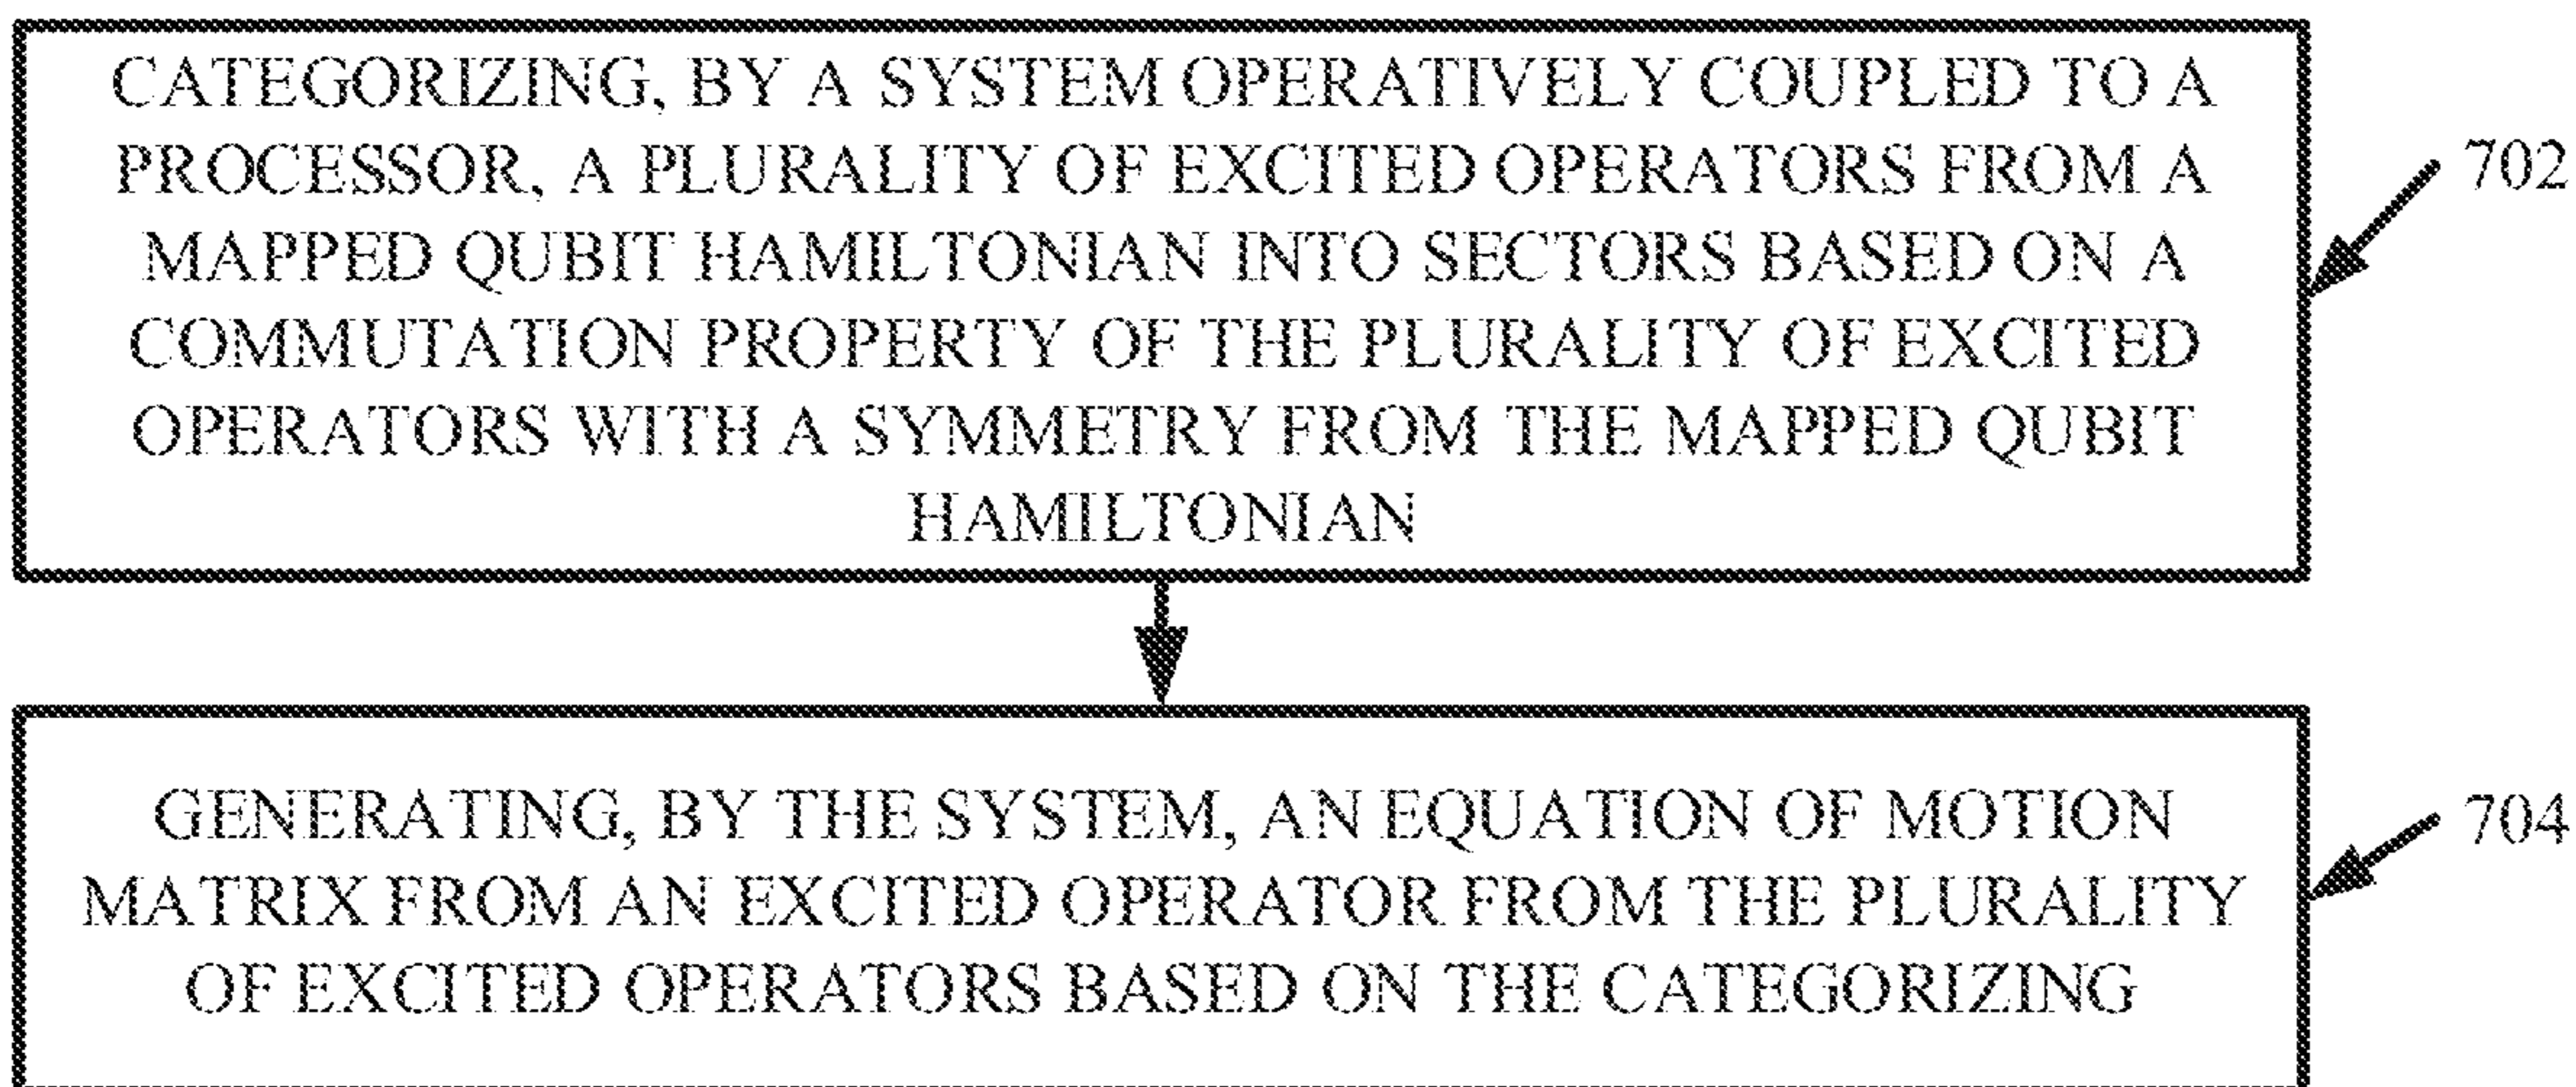 CATEGORIZING, BY A SYSTEM OPERATIVELY COUPLED TO A
PROCESSOR, A PLURALITY OF EXCITED OPERATORS FROM A
702
MAPPED QUBIT HAMILTONIAN INTO SECTORS BASED ON A
COMMUTATION PROPERTY OF THE PLURALITY OF EXCITED
OPERATORS WITH A SYMMETRY FROM THE MAPPED QUBIT
HAMILTONIAN
GENERATING, BY THE SYSTEM, AN EQUATION OF MOTION
704
MATRIX FROM AN EXCITED OPERATOR FROM THE PLURALITY
OF EXCITED OPERATORS BASED ON THE CATEGORIZING